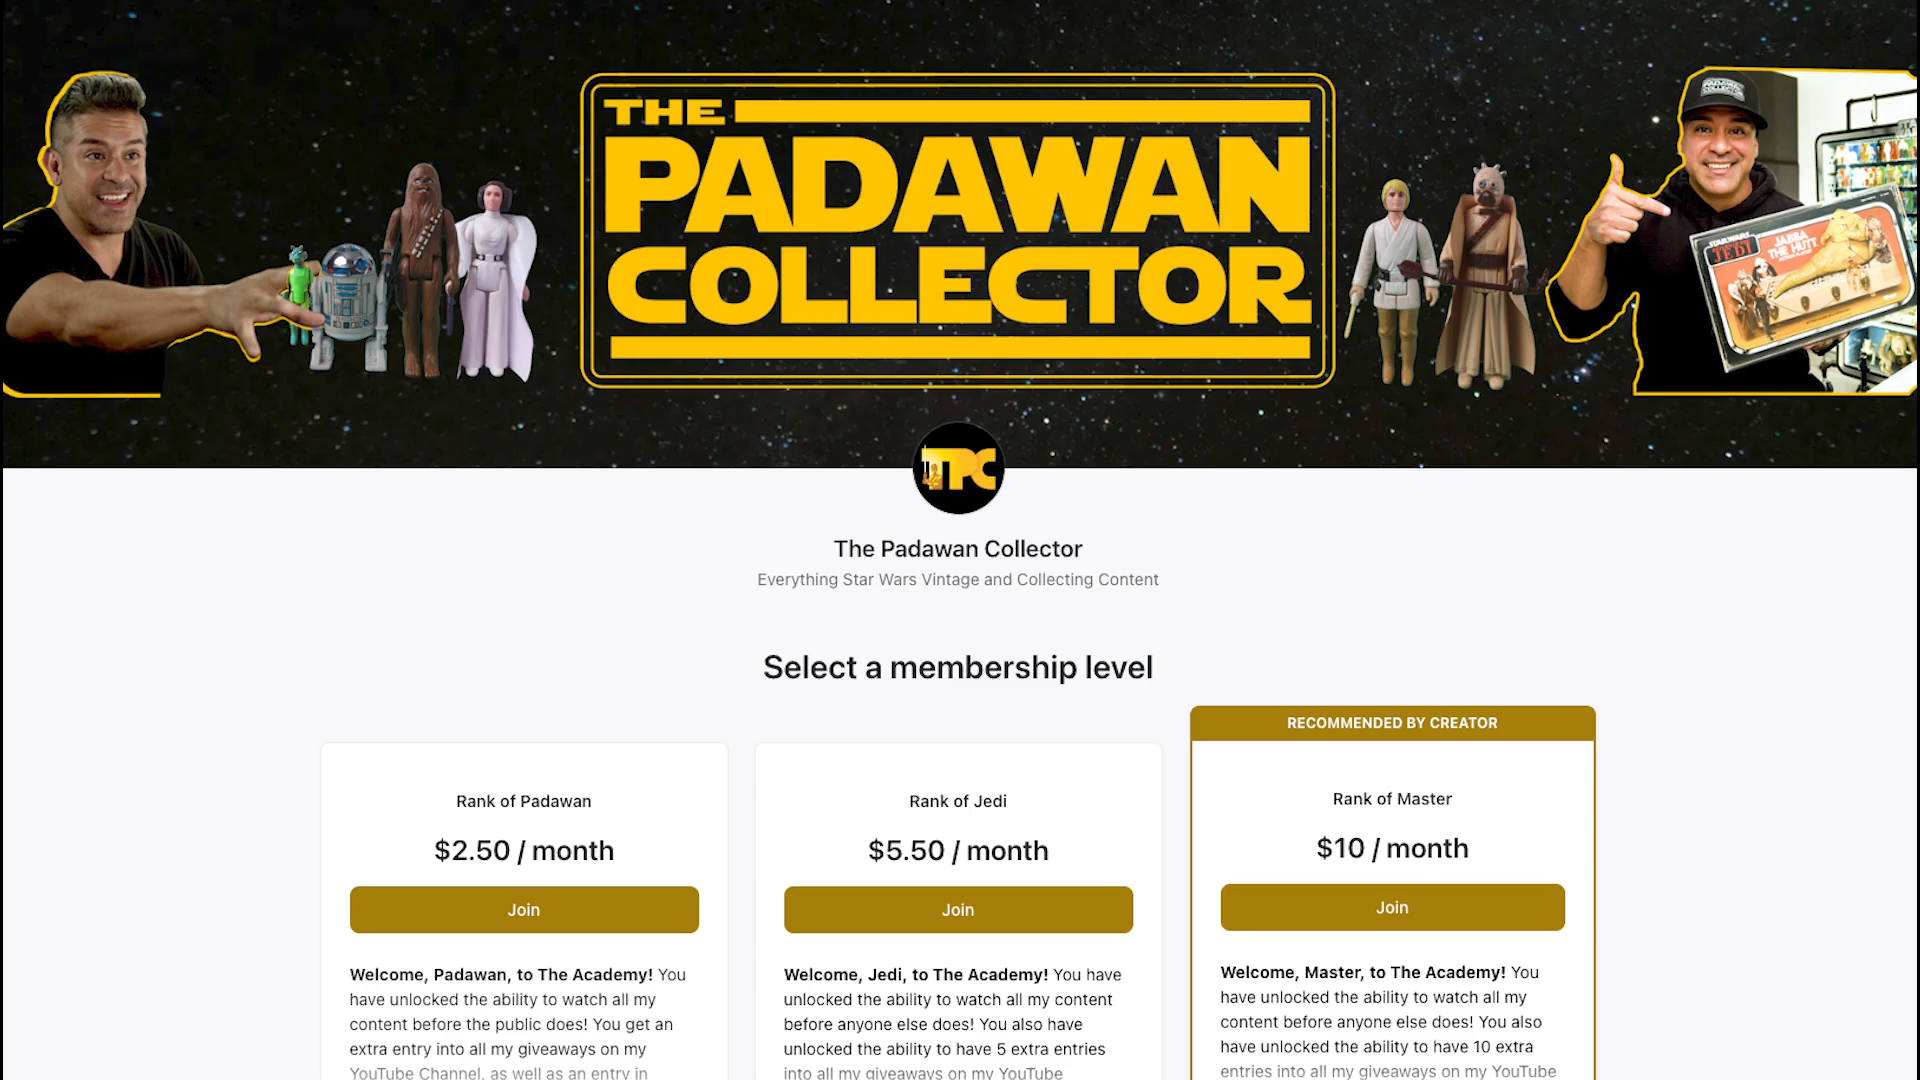 THE
PADAWAN
COLLECTOR
STAR WARS
JEDI
JABBA
THE HUTT
TPC
The Padawan Collector
Everything Star Wars Vintage and Collecting Content
Select a membership level
Rank of Padawan
$2.50 / month
Join
Welcome, Padawan, to The Academy! You
have unlocked the ability to watch all my
content before the public does! You get an
extra entry into all my giveaways on my
YouTube Channel, as well as an entry in
Rank of Jedi
$5.50 / month
Join
Welcome, Jedi, to The Academy! You have
unlocked the ability to watch all my content
before anyone else does! You also have
unlocked the ability to have 5 extra entries
into all my giveaways on my YouTube
RECOMMENDED BY CREATOR
Rank of Master
$10 / month
Join
Welcome, Master, to The Academy! You
have unlocked the ability to watch all my
content before anyone else does! You also
have unlocked the ability to have 10 extra
entries into all my giveaways on my YouTube